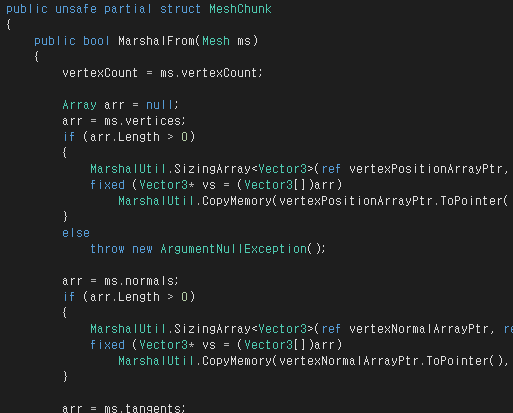 public unsafe partial struct MeshChunk
{
public bool MarshalFrom(Mesh ms)
{
vertexCount = ms.vertexCount;
Array arr = null;
arr = ms.vertices;
if (arr.Length > 0)
{
MarshalUtil.SizingArray<Vector3>(ref vertexPositionArrayPtr,
fixed (Vector3* vs = (Vector3[])arr)
MarshalUtil.CopyMemory(vertexPositionArrayPtr.ToPointer(
}
else
throw new ArgumentNullException();
arr = ms.normals;
if (arr.Length > 0)
{
MarshalUtil.SizingArray<Vector3>(ref vertexNormalArrayPtr, re
fixed (Vector3* vs = (Vector3[])arr)
MarshalUtil.CopyMemory(vertexNormalArrayPtr.ToPointer(),
}
arr = ms.tangents;